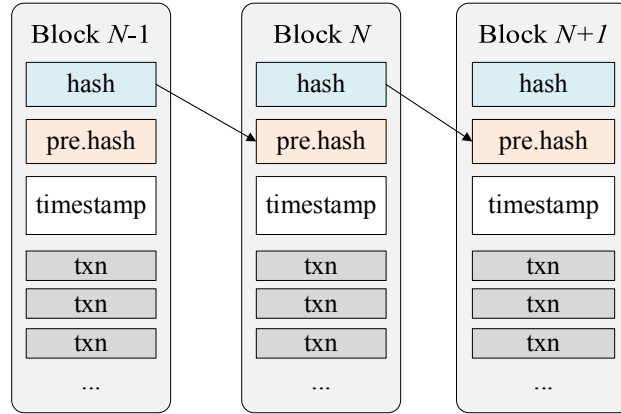 Block N-1
hash
pre.hash
timestamp
txn
txn
txn
...
Block N
hash
pre.hash
timestamp
txn
txn
txn
...
Block N+1
hash
pre.hash
timestamp
txn
txn
txn
...